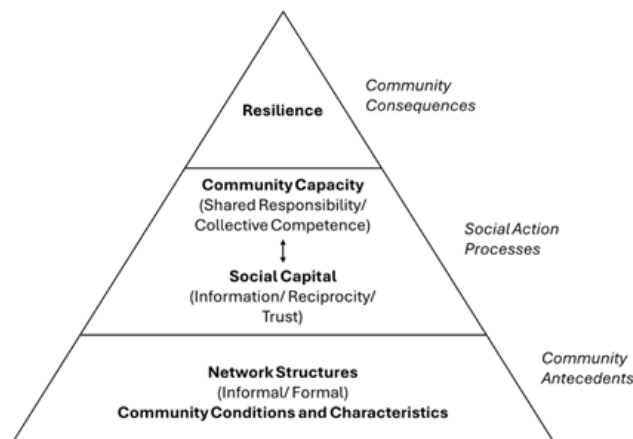 Resilience
Community
Consequences
Community Capacity
(Shared Responsibility/
Collective Competence)
Social Capital
(Information/ Reciprocity/
Trust)
Social Action
Processes
Network Structures
(Informal/ Formal)
Community Conditions and Characteristics
Community
Antecedents